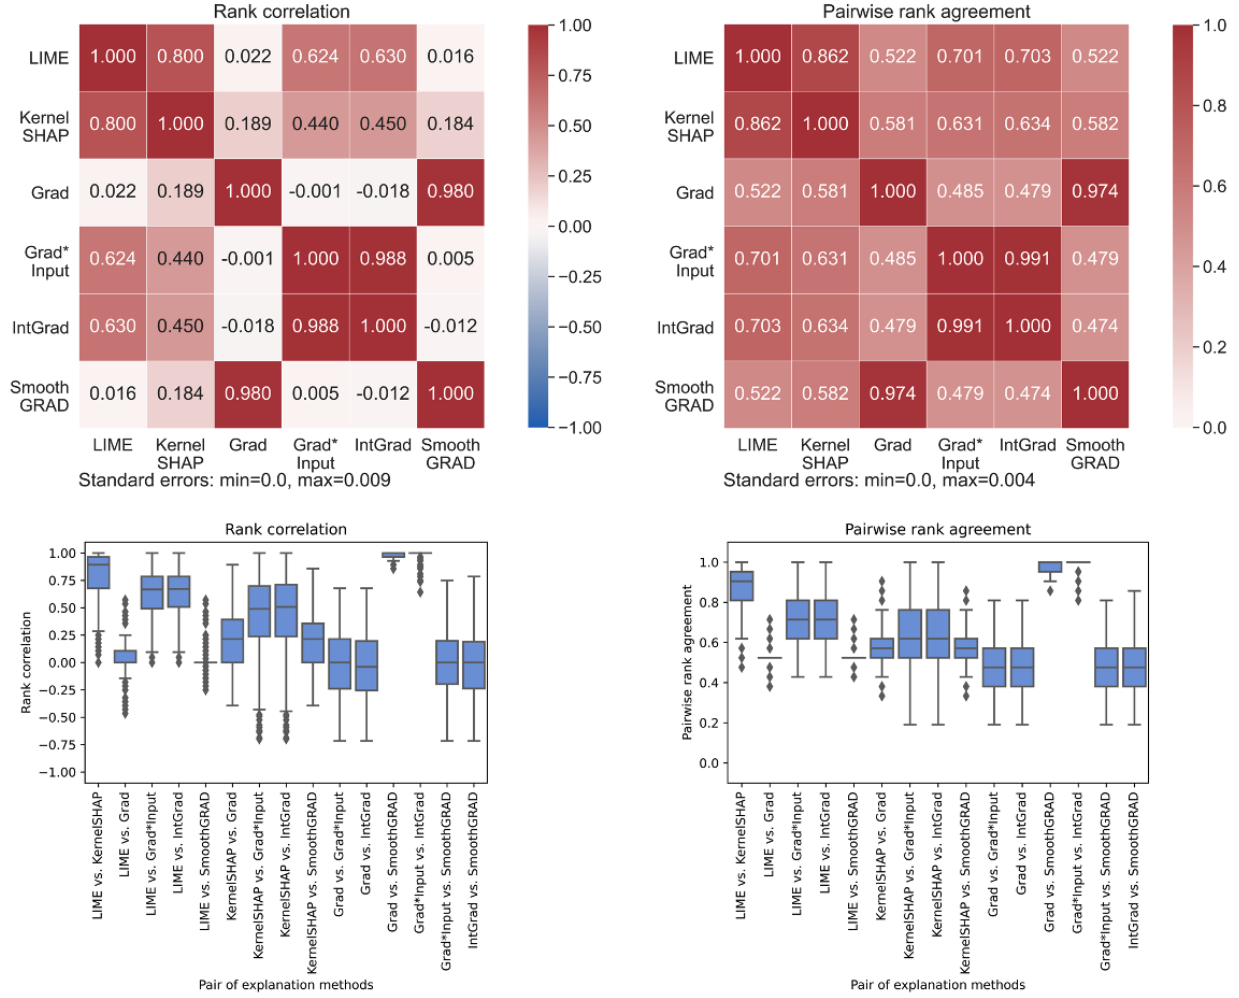 Rank correlation
LIME 1.000 0.800 0.022 0.624 0.630 0.016
Kernel
SHAP 0.800 1.000 0.189 0.440 0.450 0.184
Grad 0.022 0.189 1.000 -0.001 -0.018 0.980
Grad*
Input 0.624 0.440 -0.001 1.000 0.988 0.005
IntGrad 0.630 0.450 -0.018 0.988 1.000 -0.012
Smooth
GRAD 0.016 0.184 0.980 0.005 -0.012 1.000
LIME Kernel Grad Grad* IntGrad Smooth
SHAP Input GRAD
Standard errors: min=0.0, max=0.009
1.00
0.75
0.50
0.25
0.00
−0.25
−0.50
−0.75
−1.00
Pairwise rank agreement
LIME 1.000 0.862 0.522 0.701 0.703 0.522
Kernel
SHAP 0.862 1.000 0.581 0.631 0.634 0.582
Grad 0.522 0.581 1.000 0.485 0.479 0.974
Grad*
Input 0.701 0.631 0.485 1.000 0.991 0.479
IntGrad 0.703 0.634 0.479 0.991 1.000 0.474
Smooth
GRAD 0.522 0.582 0.974 0.479 0.474 1.000
LIME Kernel Grad Grad* IntGrad Smooth
SHAP Input GRAD
Standard errors: min=0.0, max=0.004
1.0
0.8
0.6
0.4
0.2
0.0
Rank correlation
Rank correlation
1.00
0.75
0.50
0.25
0.00
−0.25
−0.50
−0.75
−1.00
LIME vs. KernelSHAP
LIME vs. Grad
LIME vs. Grad*Input
LIME vs. IntGrad
LIME vs. SmoothGRAD
KernelSHAP vs. Grad
KernelSHAP vs. Grad*Input
KernelSHAP vs. IntGrad
KernelSHAP vs. SmoothGRAD
Grad vs. Grad*Input
Grad vs. IntGrad
Grad vs. SmoothGRAD
Grad*Input vs. IntGrad
Grad*Input vs. SmoothGRAD
IntGrad vs. SmoothGRAD
Pair of explanation methods
Pairwise rank agreement
Pairwise rank agreement
1.0
0.8
0.6
0.4
0.2
0.0
LIME vs. KernelSHAP
LIME vs. Grad
LIME vs. Grad*Input
LIME vs. IntGrad
LIME vs. SmoothGRAD
KernelSHAP vs. Grad
KernelSHAP vs. Grad*Input
KernelSHAP vs. IntGrad
KernelSHAP vs. SmoothGRAD
Grad vs. Grad*Input
Grad vs. IntGrad
Grad vs. SmoothGRAD
Grad*Input vs. IntGrad
Grad*Input vs. SmoothGRAD
IntGrad vs. SmoothGRAD
Pair of explanation methods